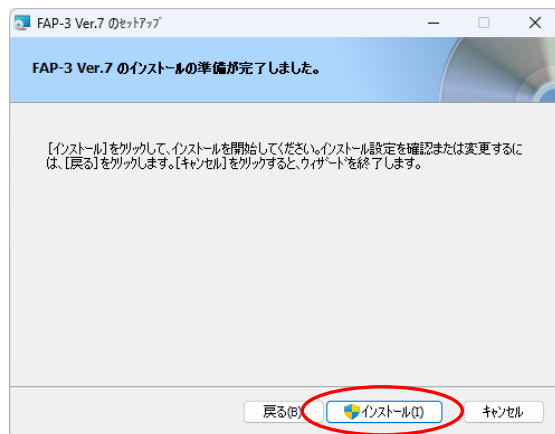 FAP-3 Ver.7 のｾｯﾄｱｯﾌﾟ
FAP-3 Ver.7 のインストールの準備が完了しました。
[インストール]をクリックして、インストールを開始してください。インストール設定を確認または変更するに
は、[戻る]をクリックします。[キャンセル]をクリックすると、ウィザードを終了します。
戻る(B) インストール(I) キャンセル